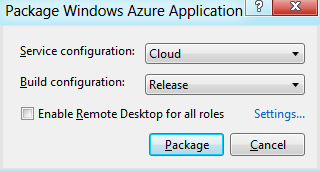 Package Windows Azure Application
Service configuration: Cloud
Build configuration: Release
Enable Remote Desktop for all roles Settings...
Package Cancel